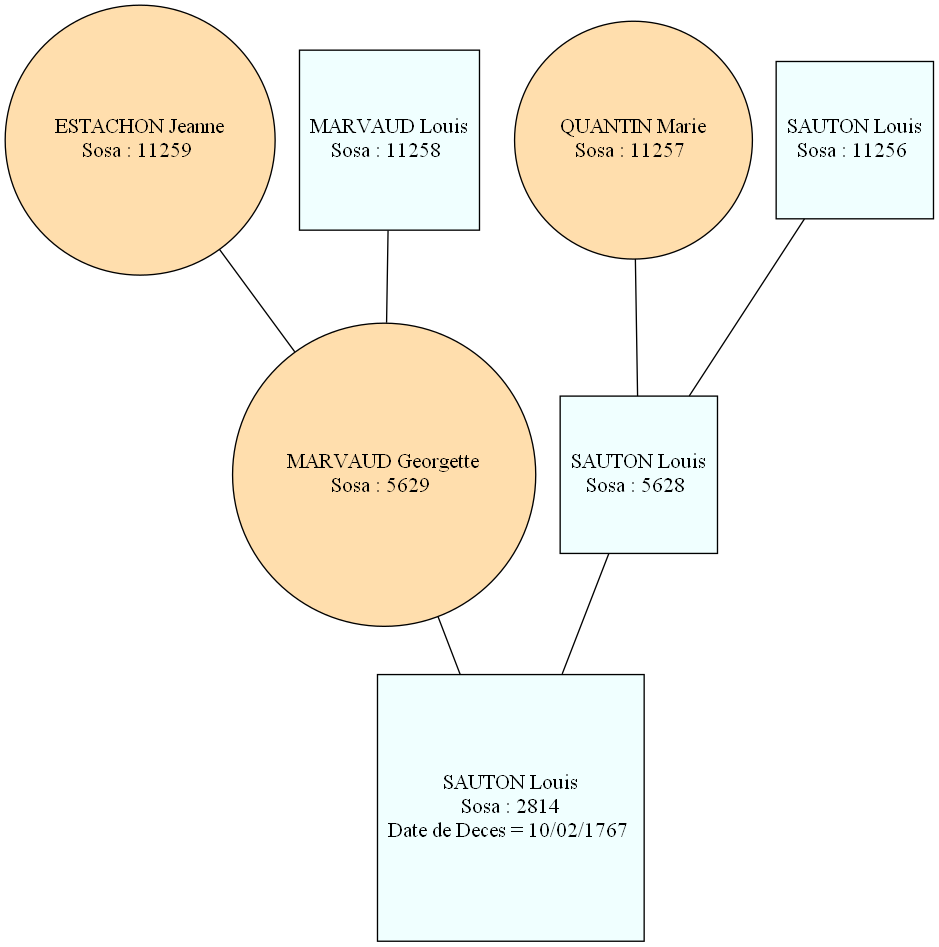 ESTACHON Jeanne
Sosa : 11259
MARVAUD Louis
Sosa : 11258
QUANTIN Marie
Sosa : 11257
SAUTON Louis
Sosa : 11256
MARVAUD Georgette
Sosa : 5629
SAUTON Louis
Sosa : 5628
SAUTON Louis
Sosa : 2814
Date de Deces = 10/02/1767